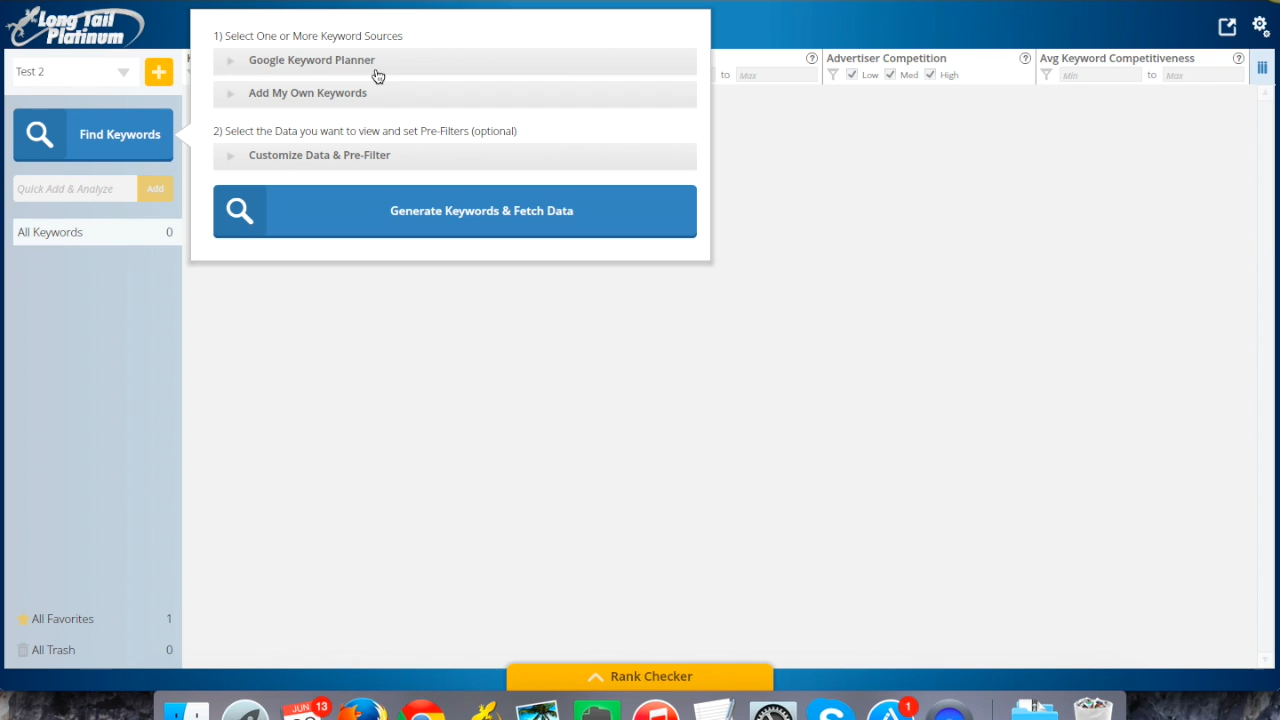 Long Tail
Platinum
Test 2
Find Keywords
Quick Add & Analyze
Add
All Keywords
0
All Favorites
1
All Trash
0
1) Select One or More Keyword Sources
Google Keyword Planner
Add My Own Keywords
2) Select the Data you want to view and set Pre-Filters (optional)
Customize Data & Pre-Filter
Generate Keywords & Fetch Data
to
Max
?
Advertiser Competition
?
Low
Med
High
Avg Keyword Competitiveness
?
Min
to
Max
Rank Checker
JUN 13
1